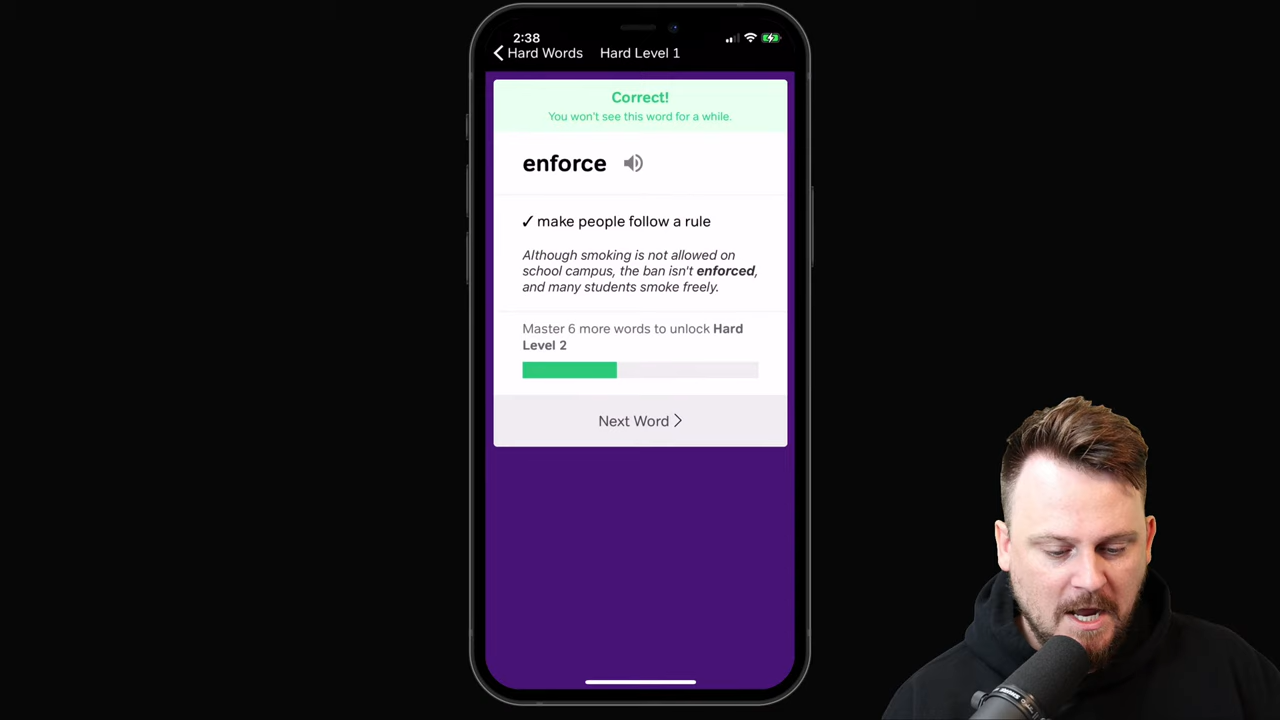 2:38
Hard Words
Hard Level 1
Correct!
You won't see this word for a while.
enforce
✓ make people follow a rule
Although smoking is not allowed on
school campus, the ban isn't enforced,
and many students smoke freely.
Master 6 more words to unlock Hard
Level 2
Next Word